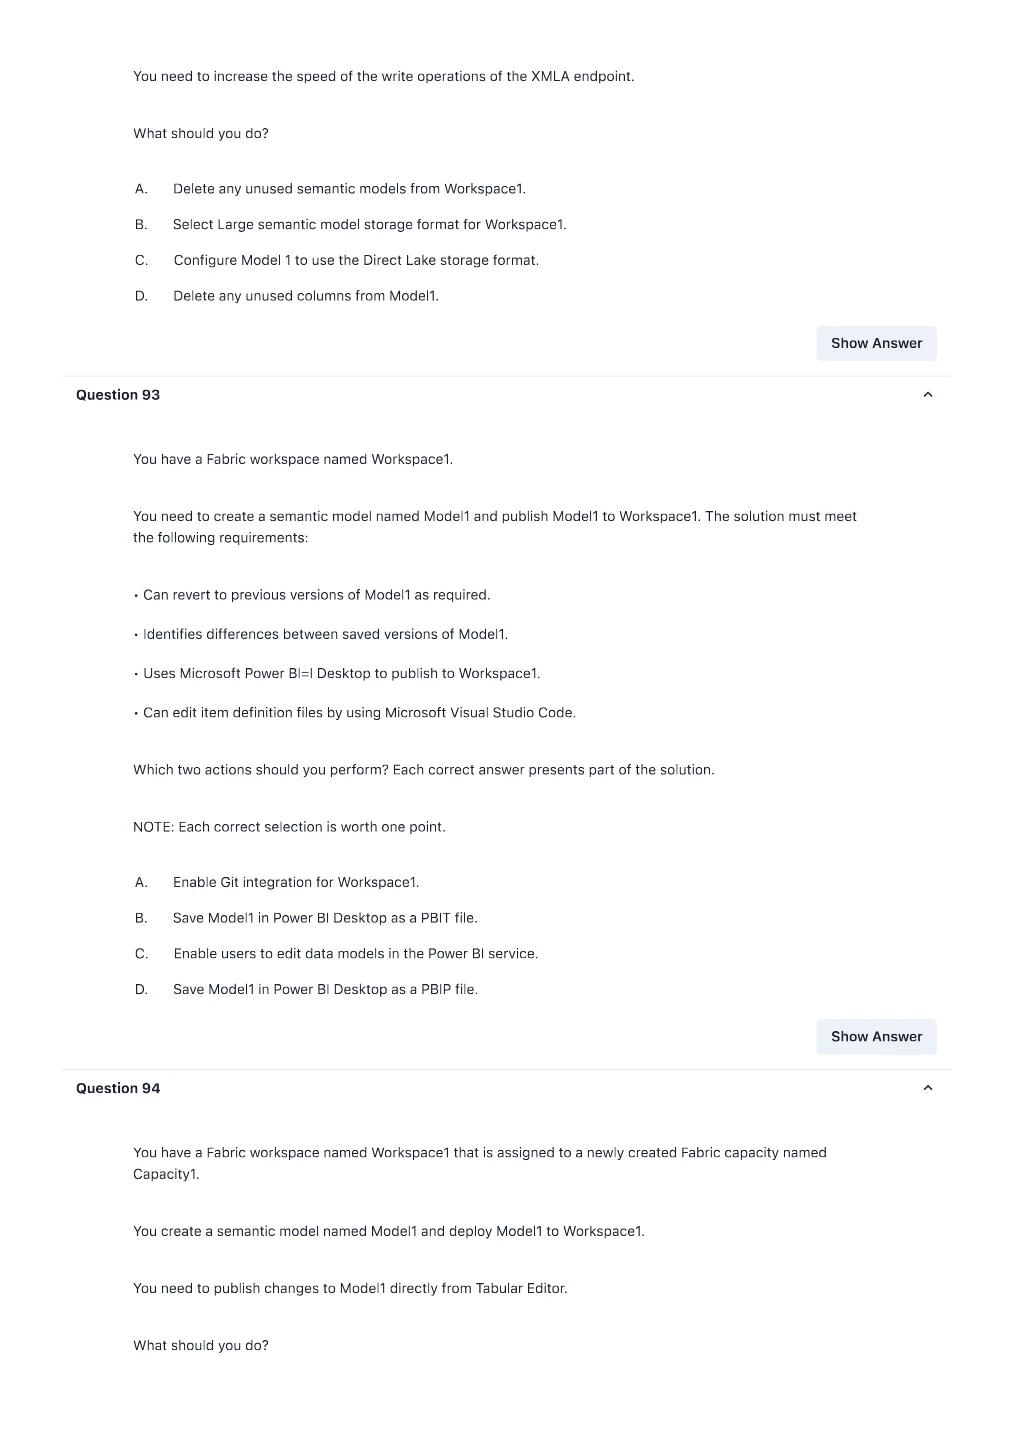 You need to increase the speed of the write operations of the XMLA endpoint.
What should you do?
A. Delete any unused semantic models from Workspace1.
B. Select Large semantic model storage format for Workspace1.
C. Configure Model 1 to use the Direct Lake storage format.
D. Delete any unused columns from Model1.
Show Answer
Question 93
You have a Fabric workspace named Workspace1.
You need to create a semantic model named Model1 and publish Model1 to Workspace1. The solution must meet
the following requirements:
• Can revert to previous versions of Model1 as required.
• Identifies differences between saved versions of Model1.
• Uses Microsoft Power BI=I Desktop to publish to Workspace1.
• Can edit item definition files by using Microsoft Visual Studio Code.
Which two actions should you perform? Each correct answer presents part of the solution.
NOTE: Each correct selection is worth one point.
A. Enable Git integration for Workspace1.
B. Save Model1 in Power BI Desktop as a PBIT file.
C. Enable users to edit data models in the Power BI service.
D. Save Model1 in Power BI Desktop as a PBIP file.
Show Answer
Question 94
You have a Fabric workspace named Workspace1 that is assigned to a newly created Fabric capacity named
Capacity1.
You create a semantic model named Model1 and deploy Model1 to Workspace1.
You need to publish changes to Model1 directly from Tabular Editor.
What should you do?